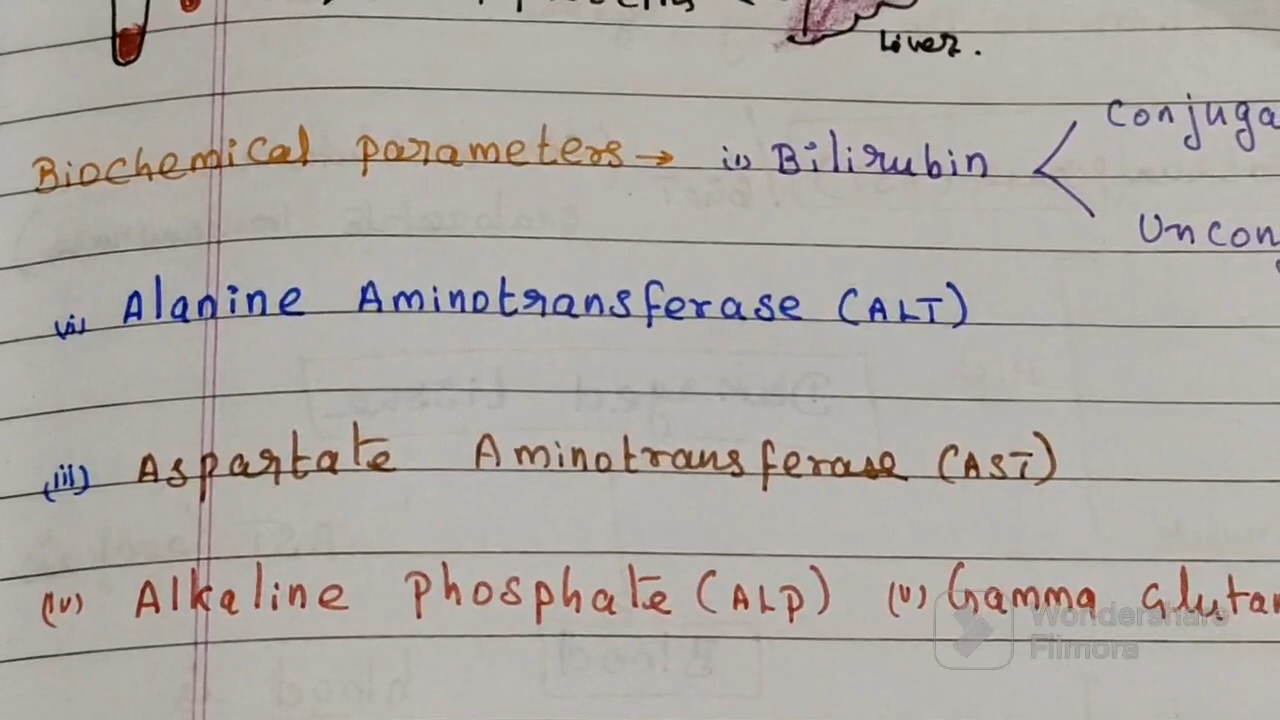 Liver.
Biochemical parameters → (i) Bilirubin
Conjuga
Uncon
(ii) Alanine Aminotransferase (ALT)
(iii) Aspartate Aminotransferase (AST)
(iv) Alkaline phosphate (ALP) (v) Gamma Glutam
Wondershare
Filmora